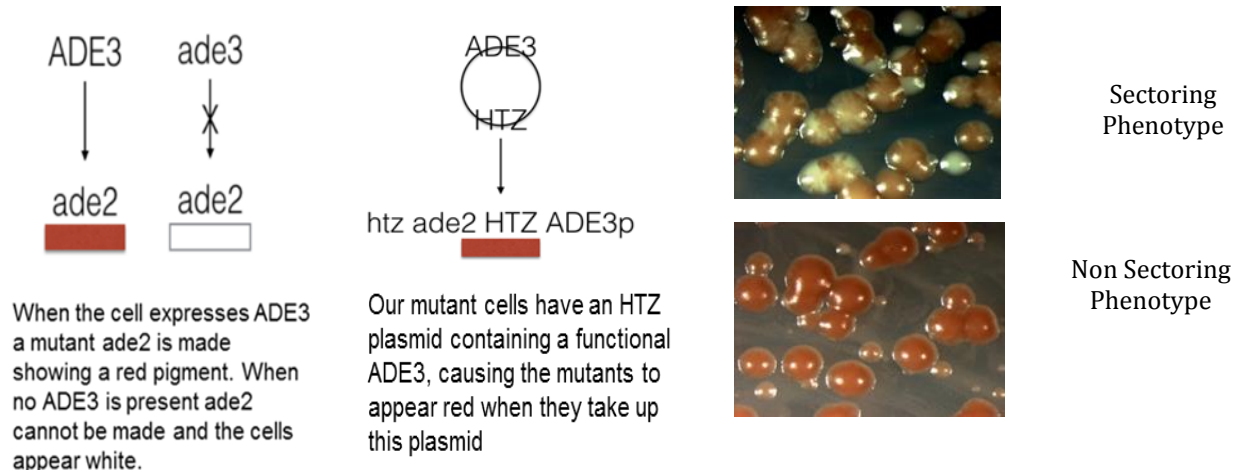 ADE3
ade3
ade2
ade2
When the cell expresses ADE3
a mutant ade2 is made
showing a red pigment. When
no ADE3 is present ade2
cannot be made and the cells
appear white.
ADE3
HTZ
htz ade2 HTZ ADE3p
Our mutant cells have an HTZ
plasmid containing a functional
ADE3, causing the mutants to
appear red when they take up
this plasmid
Sectoring
Phenotype
Non Sectoring
Phenotype